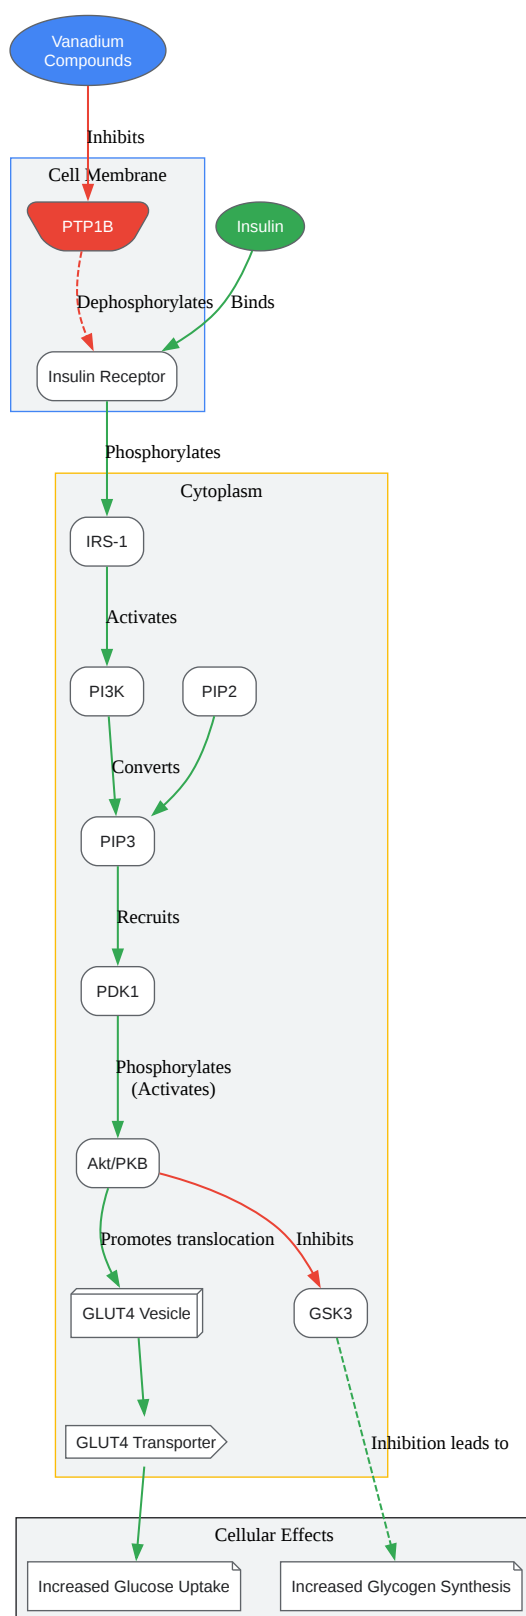 Vanadium
Compounds
Inhibits
Cell Membrane
PTP1B
Insulin
Dephosphorylates
Binds
Insulin Receptor
Phosphorylates
Cytoplasm
IRS-1
Activates
PI3K
PIP2
Converts
PIP3
Recruits
PDK1
Phosphorylates
(Activates)
Akt/PKB
Promotes translocation
Inhibits
GLUT4 Vesicle
GSK3
GLUT4 Transporter
Inhibition leads to
Cellular Effects
Increased Glucose Uptake
Increased Glycogen Synthesis